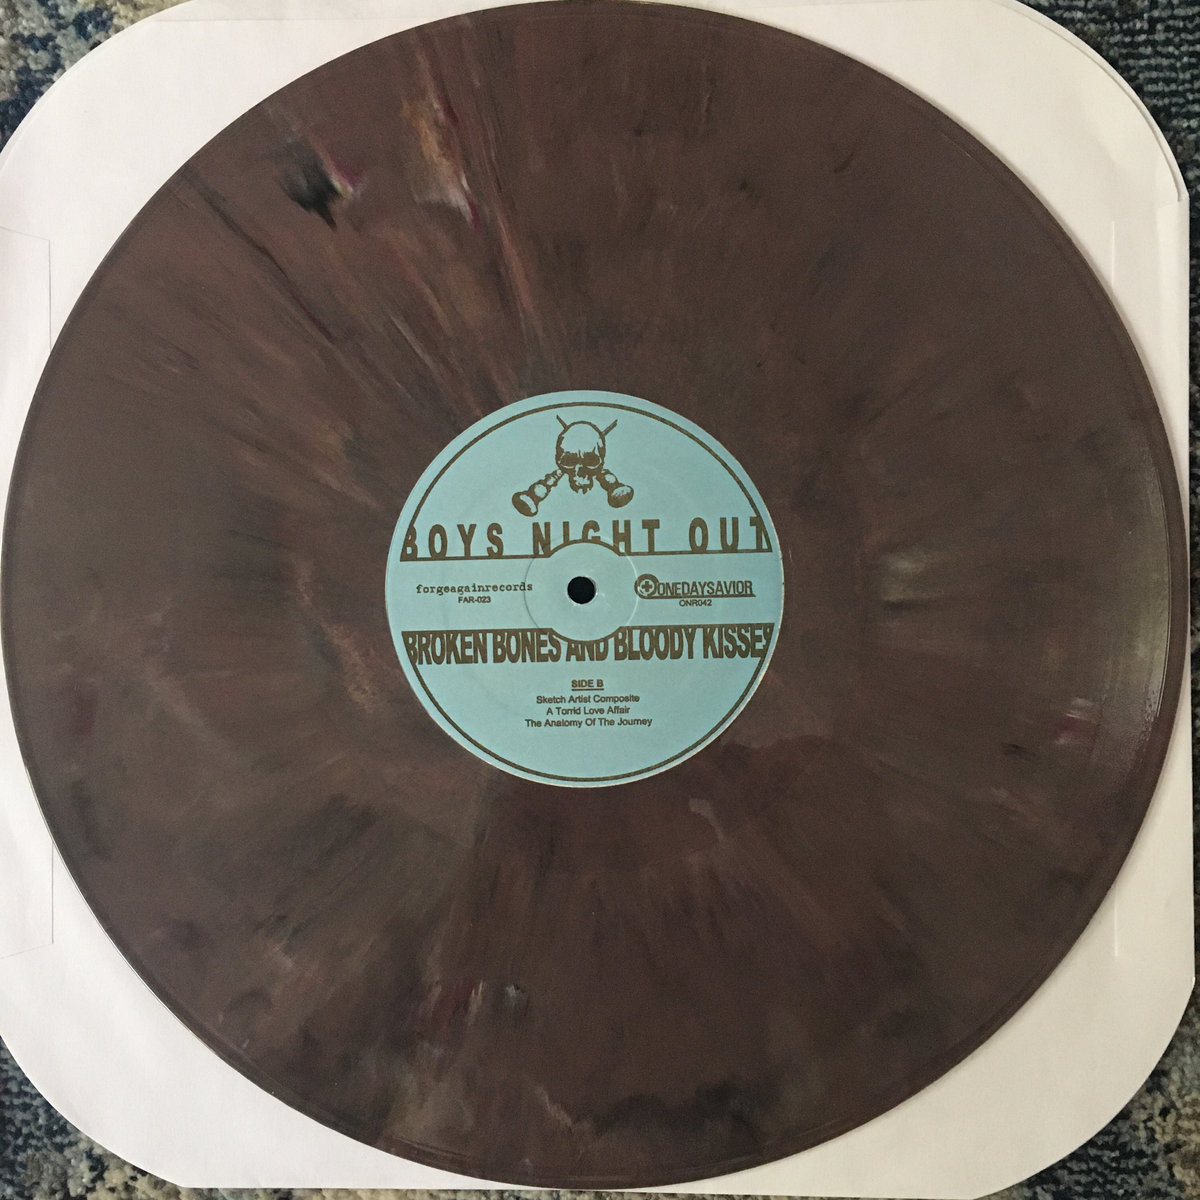 BOYS NIGHT OUT
forgeagainrecords
FAR-023
ONEDAYSAVIOR
ONR042
BROKEN BONES AND BLOODY KISSES
SIDE B
Sketch Artist Composite
A Torrid Love Affair
The Anatomy Of The Journey